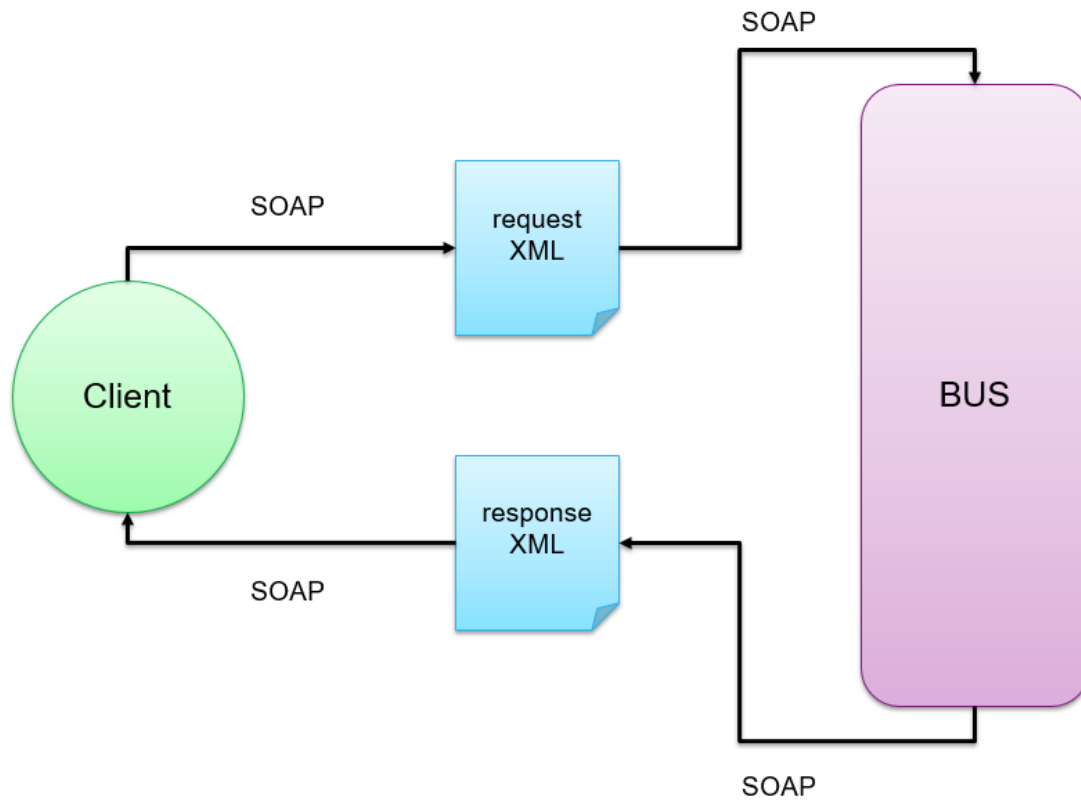 SOAP
SOAP
request
XML
Client
BUS
response
XML
SOAP
SOAP